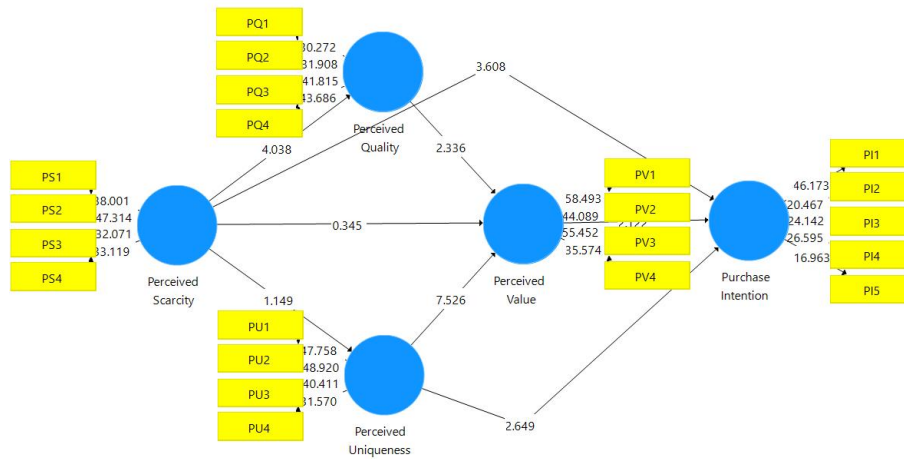 PQ1
PQ2
PQ3
PQ4
30.272
31.908
41.815
43.686
Perceived
Quality
3.608
4.038
2.336
PS1
PS2
PS3
PS4
38.001
47.314
32.071
33.119
Perceived
Scarcity
0.345
Perceived
Value
58.493
44.089
55.452
35.574
PV1
PV2
PV3
PV4
Purchase
Intention
46.173
20.467
24.142
26.595
16.963
PI1
PI2
PI3
PI4
PI5
1.149
7.526
PU1
PU2
PU3
PU4
47.758
48.920
40.411
31.570
Perceived
Uniqueness
2.649